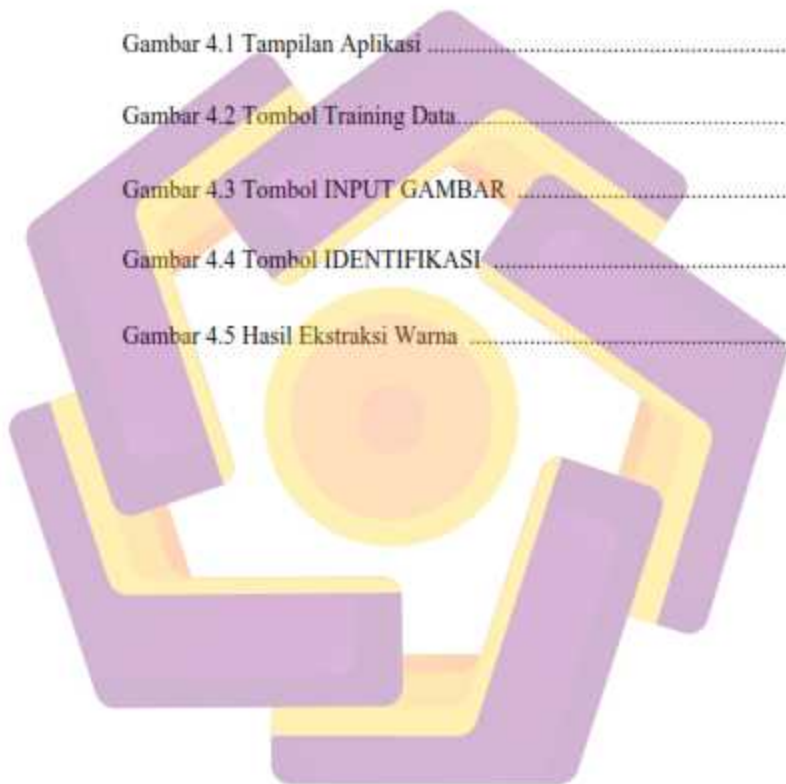 Gambar 4.1 Tampilan Aplikasi ........................................................................
Gambar 4.2 Tombol Training Data..................................................................
Gambar 4.3 Tombol INPUT GAMBAR ......................................................
Gambar 4.4 Tombol IDENTIFIKASI ...........................................................
Gambar 4.5 Hasil Ekstraksi Warna ................................................................